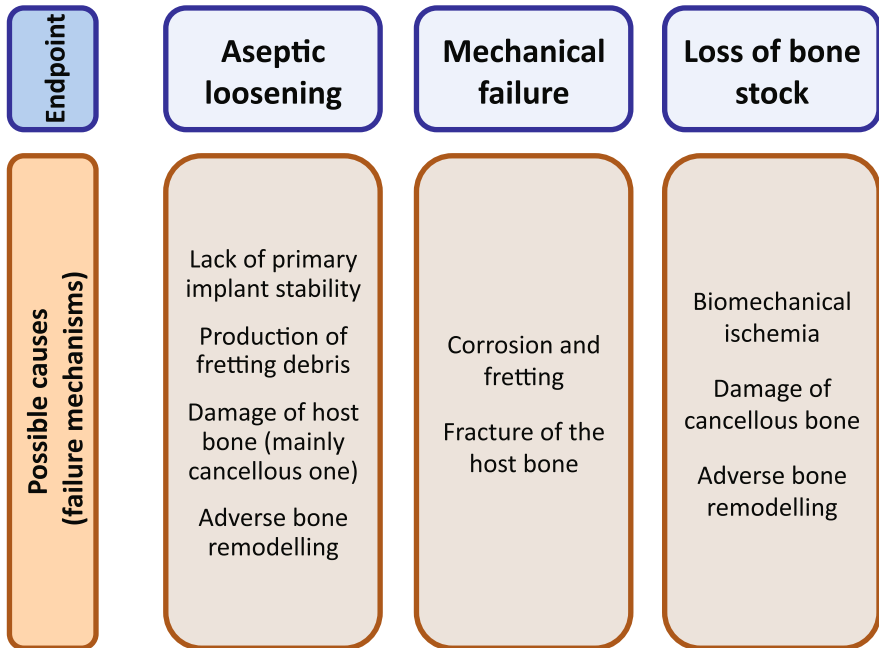 Endpoint
Aseptic
loosening
Mechanical
failure
Loss of bone
stock
Possible causes
(failure mechanisms)
Lack of primary
implant stability
Production of
fretting debris
Damage of host
bone (mainly
cancellous one)
Adverse bone
remodelling
Corrosion and
fretting
Fracture of the
host bone
Biomechanical
ischemia
Damage of
cancellous bone
Adverse bone
remodelling